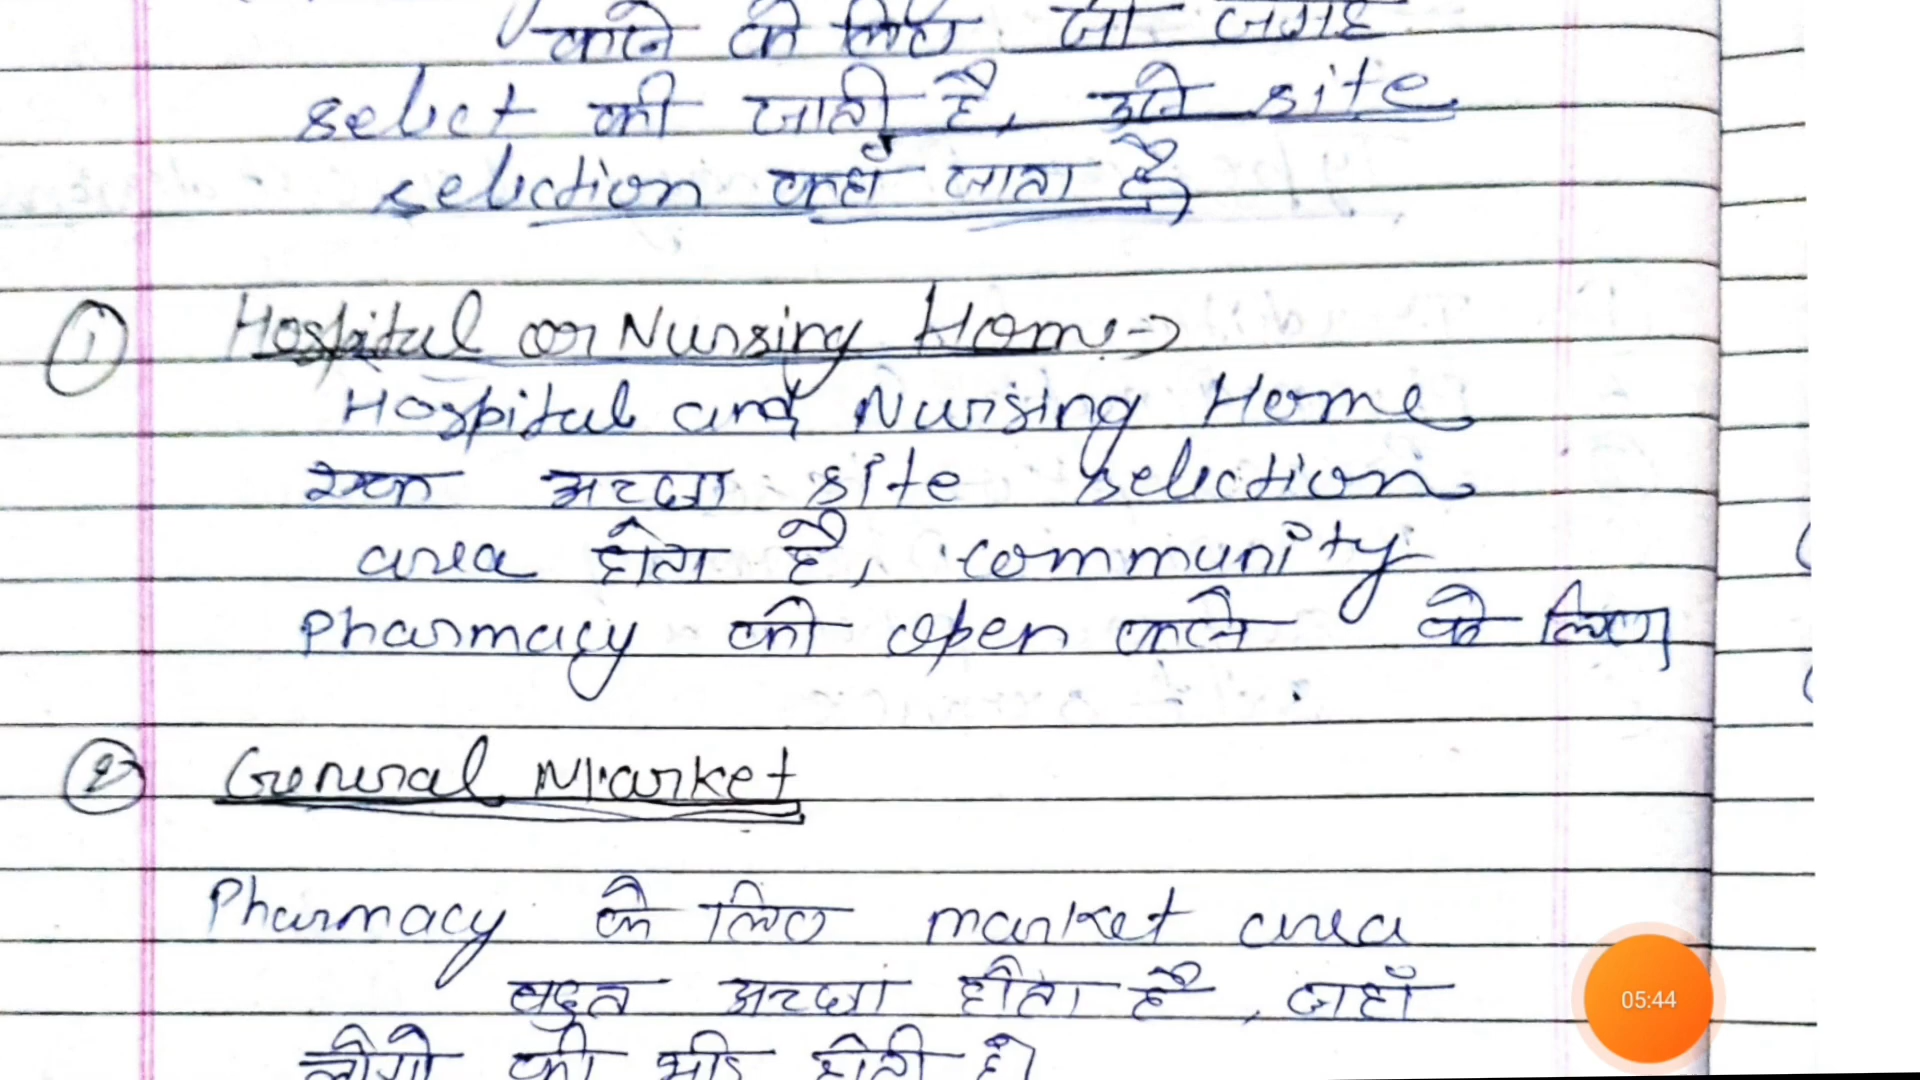 करने के लिए जो जगह
select की जाती है, उसे site
selection कहाँ जाता है
① Hospital or Nursing Home →
Hospital and Nursing Home
एक अच्छा site selection
area होता है, community
pharmacy को open करने के लिए
② General Market
Pharmacy के लिए market area
बहुत अच्छा होता है, जहाँ
लोगो की भीड़ होती है।
05:44